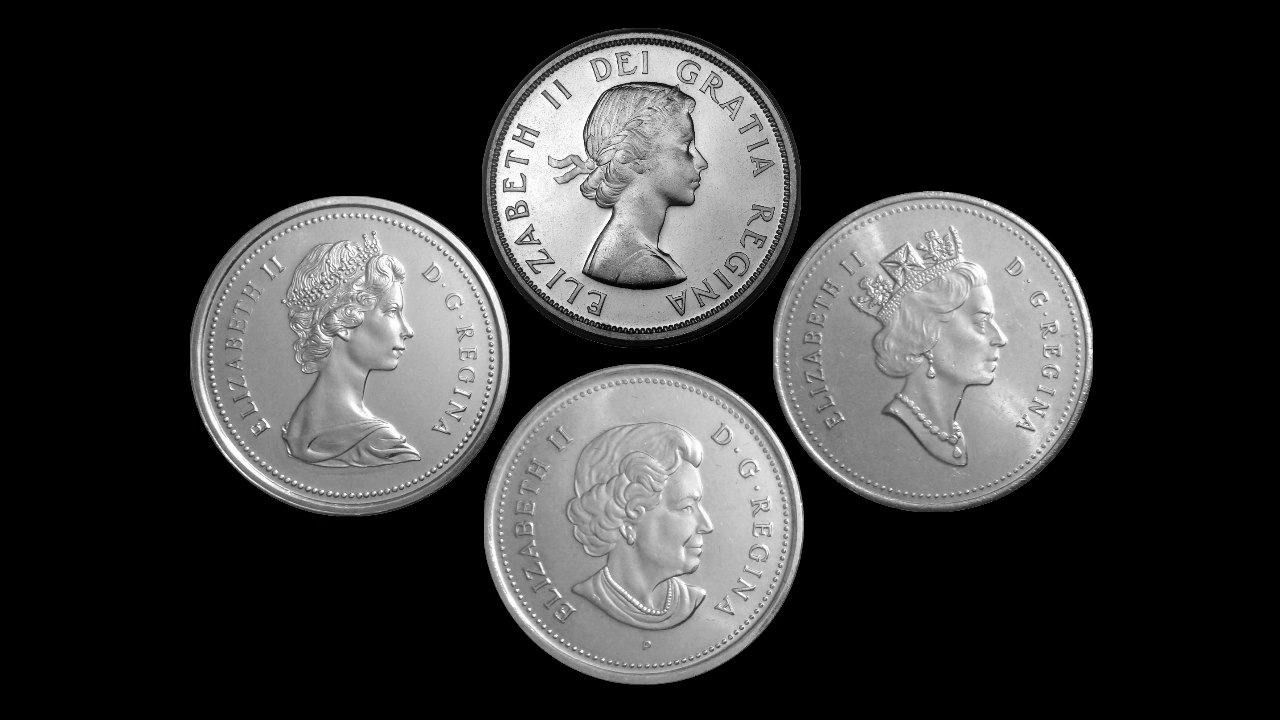 ELIZABETH II DEI GRATIA REGINA
ELIZABETH II D·G·REGINA
ELIZABETH II D·G·REGINA
ELIZABETH II D·G·REGINA
P